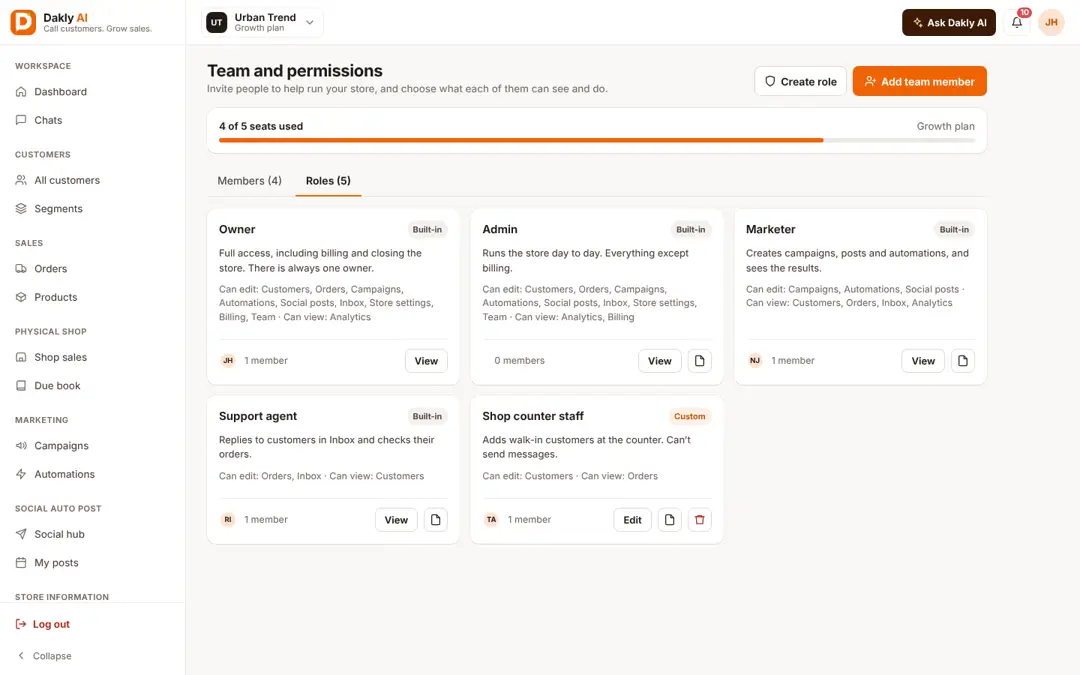 Dakly AI
Call customers. Grow sales.
UT
Urban Trend
Growth plan
Ask Dakly AI
10
JH
WORKSPACE
Dashboard
Chats
CUSTOMERS
All customers
Segments
SALES
Orders
Products
PHYSICAL SHOP
Shop sales
Due book
MARKETING
Campaigns
Automations
SOCIAL AUTO POST
Social hub
My posts
STORE INFORMATION
Log out
Collapse
Team and permissions
Invite people to help run your store, and choose what each of them can see and do.
Create role
Add team member
4 of 5 seats used
Growth plan
Members (4)
Roles (5)
Owner
Built-in
Full access, including billing and closing the
store. There is always one owner.
Can edit: Customers, Orders, Campaigns,
Automations, Social posts, Inbox, Store settings,
Billing, Team · Can view: Analytics
JH
1 member
View
Admin
Built-in
Runs the store day to day. Everything except
billing.
Can edit: Customers, Orders, Campaigns,
Automations, Social posts, Inbox, Store settings,
Team · Can view: Analytics, Billing
0 members
View
Marketer
Built-in
Creates campaigns, posts and automations, and
sees the results.
Can edit: Campaigns, Automations, Social posts ·
Can view: Customers, Orders, Inbox, Analytics
NJ
1 member
View
Support agent
Built-in
Replies to customers in Inbox and checks their
orders.
Can edit: Orders, Inbox · Can view: Customers
RI
1 member
View
Shop counter staff
Custom
Adds walk-in customers at the counter. Can't
send messages.
Can edit: Customers · Can view: Orders
TA
1 member
Edit